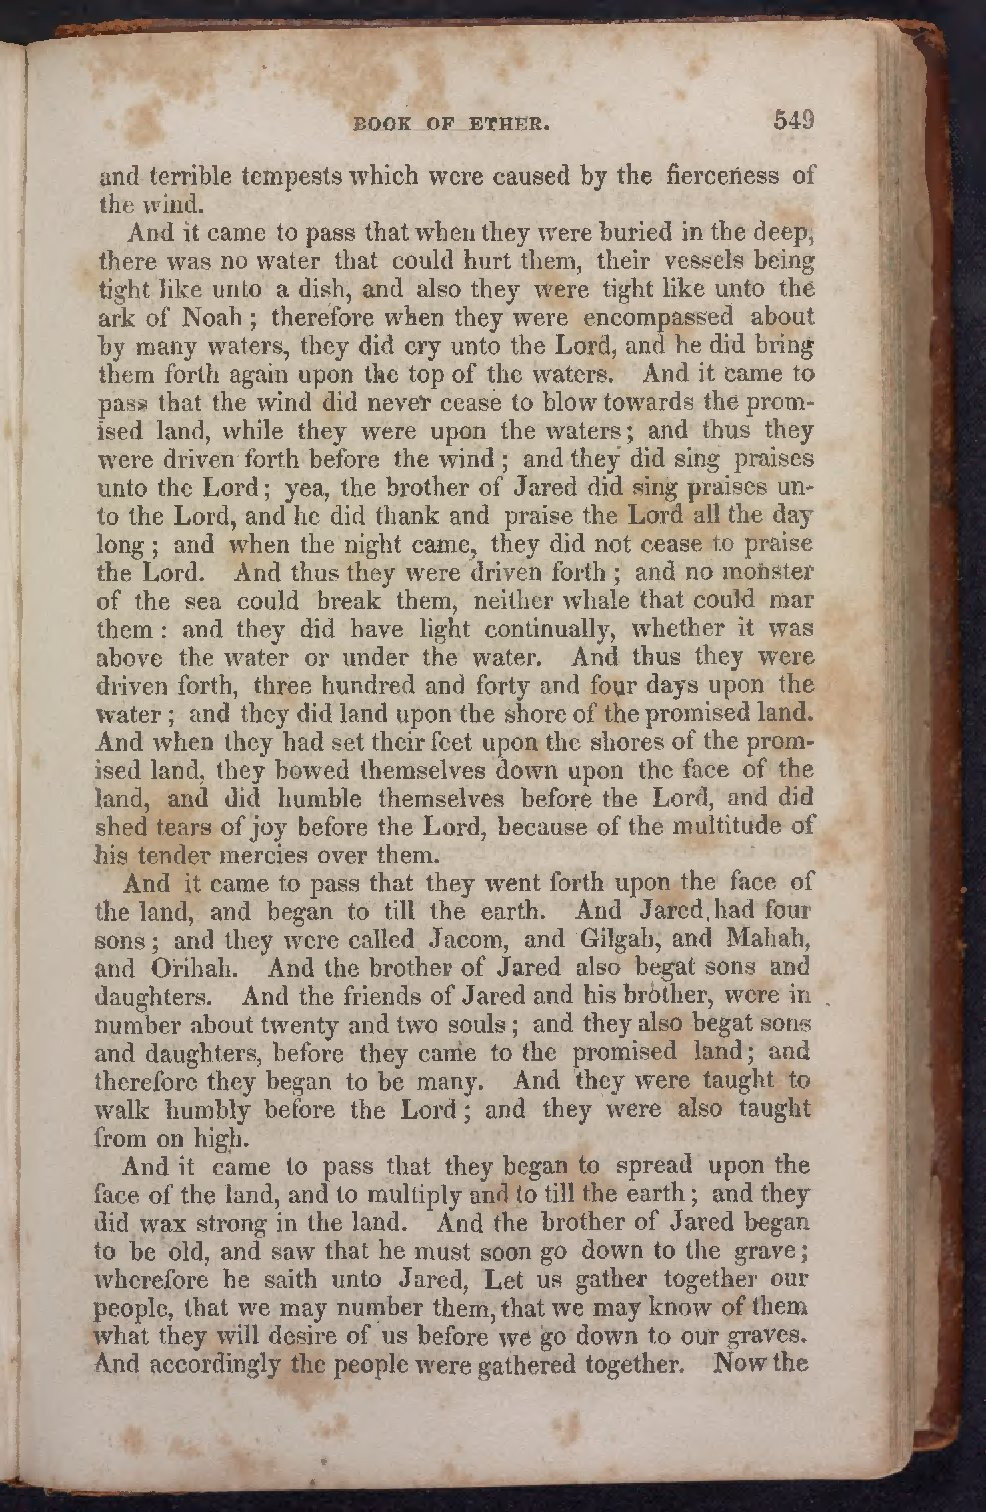 BOOK OF ETHER. 549
and terrible tempests which were caused by the fierceness of
the wind.
And it came to pass that when they were buried in the deep,
there was no water that could hurt them, their vessels being
tight like unto a dish, and also they were tight like unto the
ark of Noah ; therefore when they were encompassed about
by many waters, they did cry unto the Lord, and he did bring
them forth again upon the top of the waters. And it came to
pass that the wind did never cease to blow towards the prom-
ised land, while they were upon the waters; and thus they
were driven forth before the wind ; and they did sing praises
unto the Lord; yea, the brother of Jared did sing praises un-
to the Lord, and he did thank and praise the Lord all the day
long ; and when the night came, they did not cease to praise
the Lord. And thus they were driven forth ; and no monster
of the sea could break them, neither whale that could mar
them : and they did have light continually, whether it was
above the water or under the water. And thus they were
driven forth, three hundred and forty and four days upon the
water ; and they did land upon the shore of the promised land.
And when they had set their feet upon the shores of the prom-
ised land, they bowed themselves down upon the face of the
land, and did humble themselves before the Lord, and did
shed tears of joy before the Lord, because of the multitude of
his tender mercies over them.
And it came to pass that they went forth upon the face of
the land, and began to till the earth. And Jared had four
sons ; and they were called Jacom, and Gilgah, and Mahah,
and Orihah. And the brother of Jared also begat sons and
daughters. And the friends of Jared and his brother, were in
number about twenty and two souls ; and they also begat sons
and daughters, before they came to the promised land; and
therefore they began to be many. And they were taught to
walk humbly before the Lord ; and they were also taught
from on high.
And it came to pass that they began to spread upon the
face of the land, and to multiply and to till the earth ; and they
did wax strong in the land. And the brother of Jared began
to be old, and saw that he must soon go down to the grave ;
wherefore he saith unto Jared, Let us gather together our
people, that we may number them, that we may know of them
what they will desire of us before we go down to our graves.
And accordingly the people were gathered together. Now the